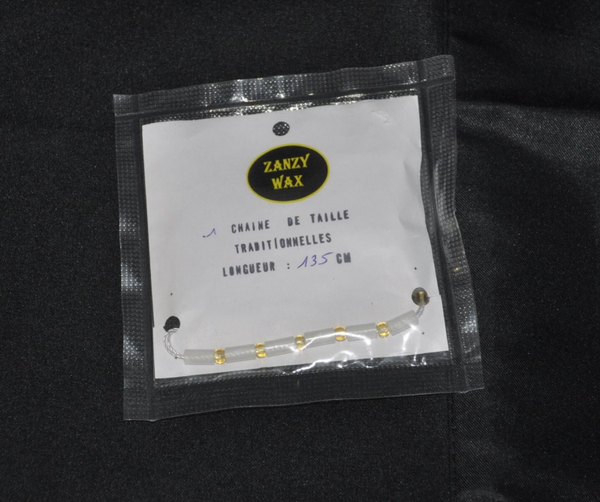 ZANZY
WAX
1 CHAINE DE TAILLE
TRADITIONNELLES
LONGUEUR : 135 CM